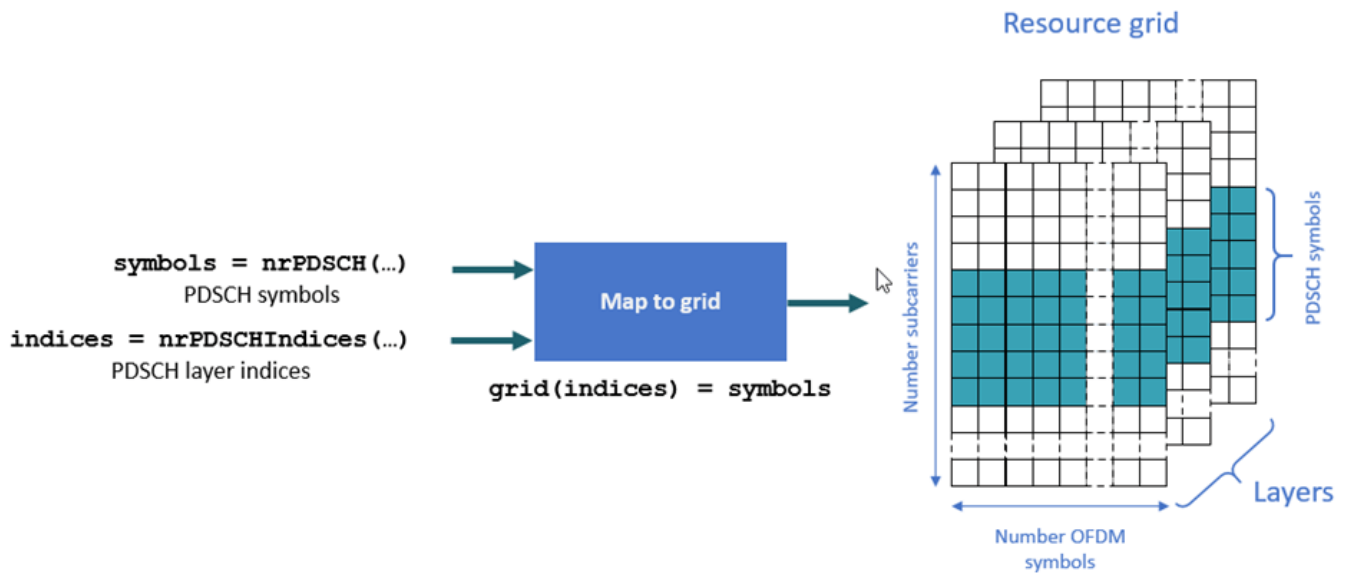 Resource grid
symbols = nrPDSCH(…)
PDSCH symbols
indices = nrPDSCHIndices(…)
PDSCH layer indices
Map to grid
grid(indices) = symbols
Number subcarriers
PDSCH symbols
Layers
Number OFDM
symbols